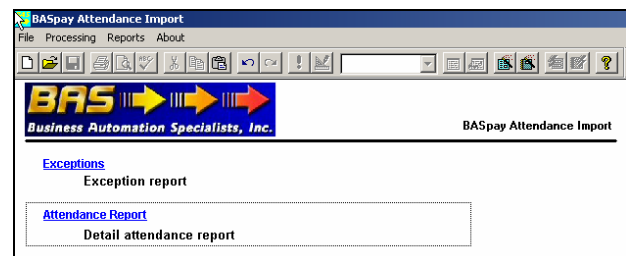 BASpay Attendance Import
File Processing Reports About
ABC
?
BAS
Business Automation Specialists, Inc.
BASpay Attendance Import
Exceptions
Exception report
Attendance Report
Detail attendance report